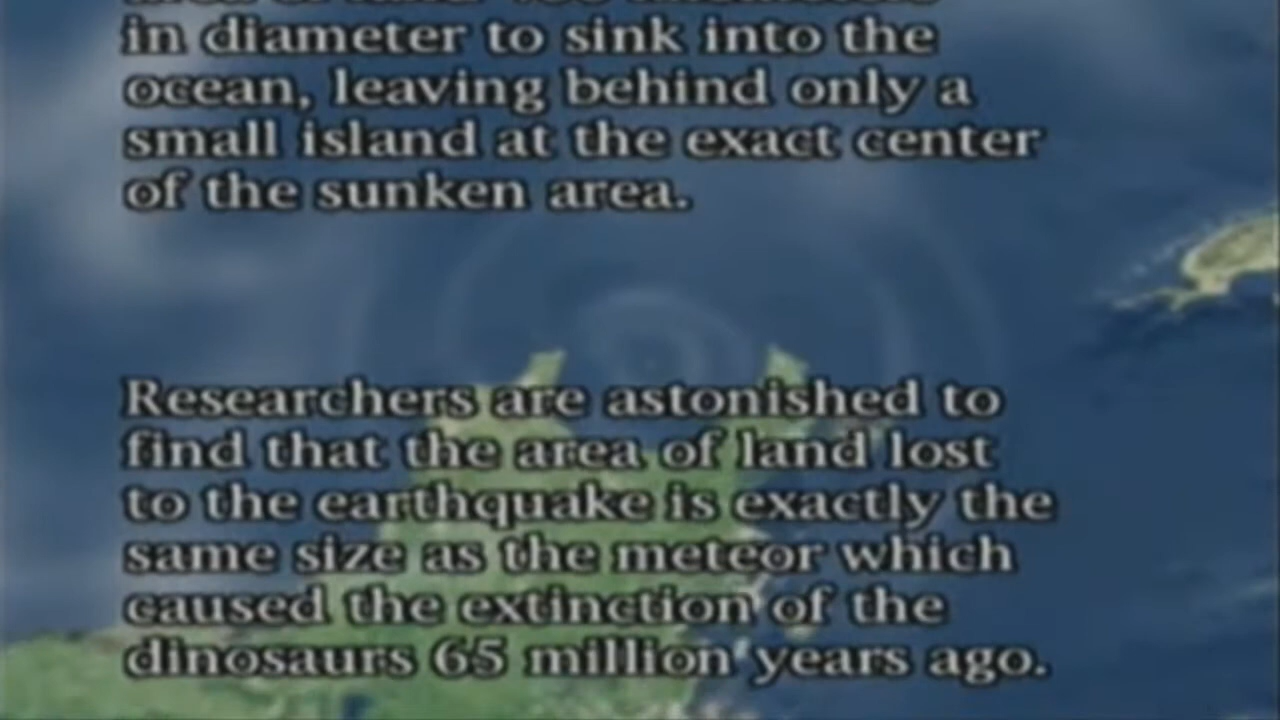 in diameter to sink into the
ocean, leaving behind only a
small island at the exact center
of the sunken area.
Researchers are astonished to
find that the area of land lost
to the earthquake is exactly the
same size as the meteor which
caused the extinction of the
dinosaurs 65 million years ago.